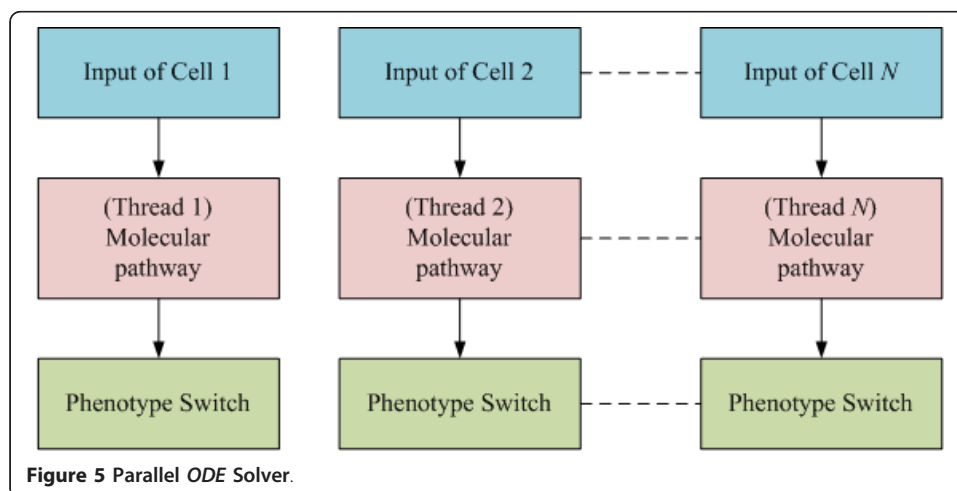 Input of Cell 1
Input of Cell 2
Input of Cell N
(Thread 1)
Molecular
pathway
(Thread 2)
Molecular
pathway
(Thread N)
Molecular
pathway
Phenotype Switch
Phenotype Switch
Phenotype Switch
Figure 5 Parallel ODE Solver.